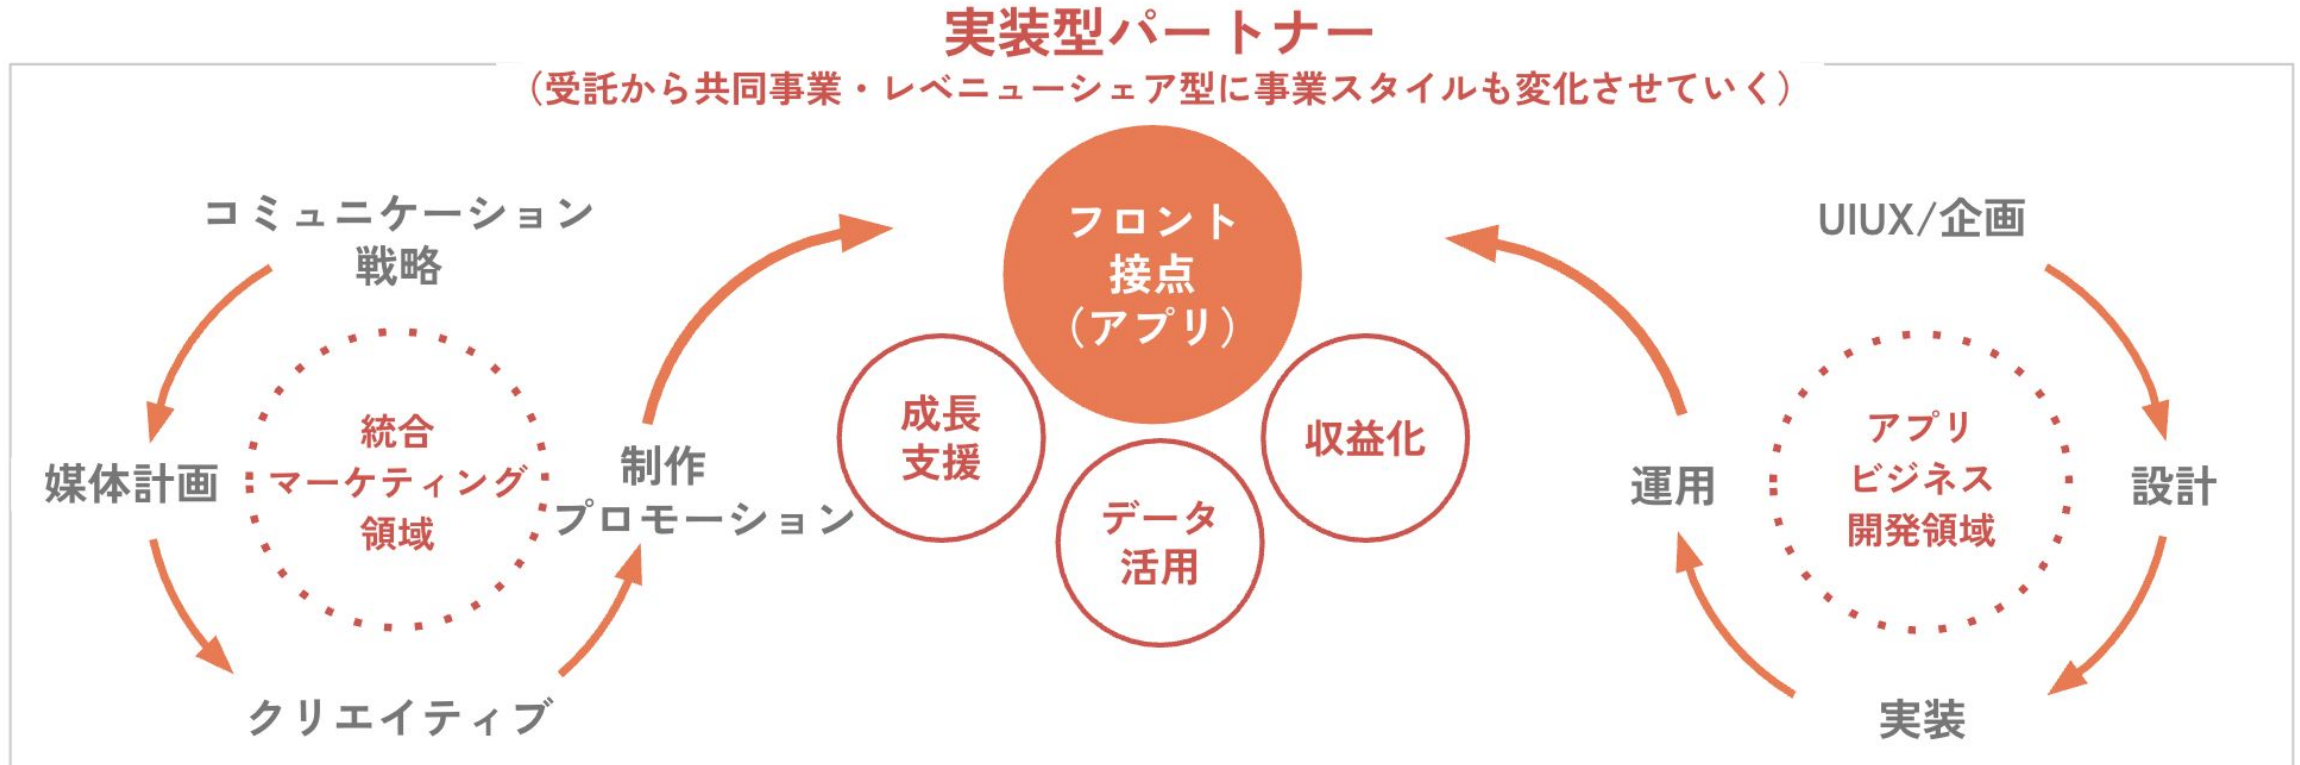 実装型パートナー
（受託から共同事業・レベニューシェア型に事業スタイルも変化させていく）
コミュニケーション
戦略
媒体計画
統合
マーケティング
領域
クリエイティブ
制作
プロモーション
フロント
接点
（アプリ）
成長
支援
データ
活用
収益化
UIUX/企画
運用
アプリ
ビジネス
開発領域
設計
実装